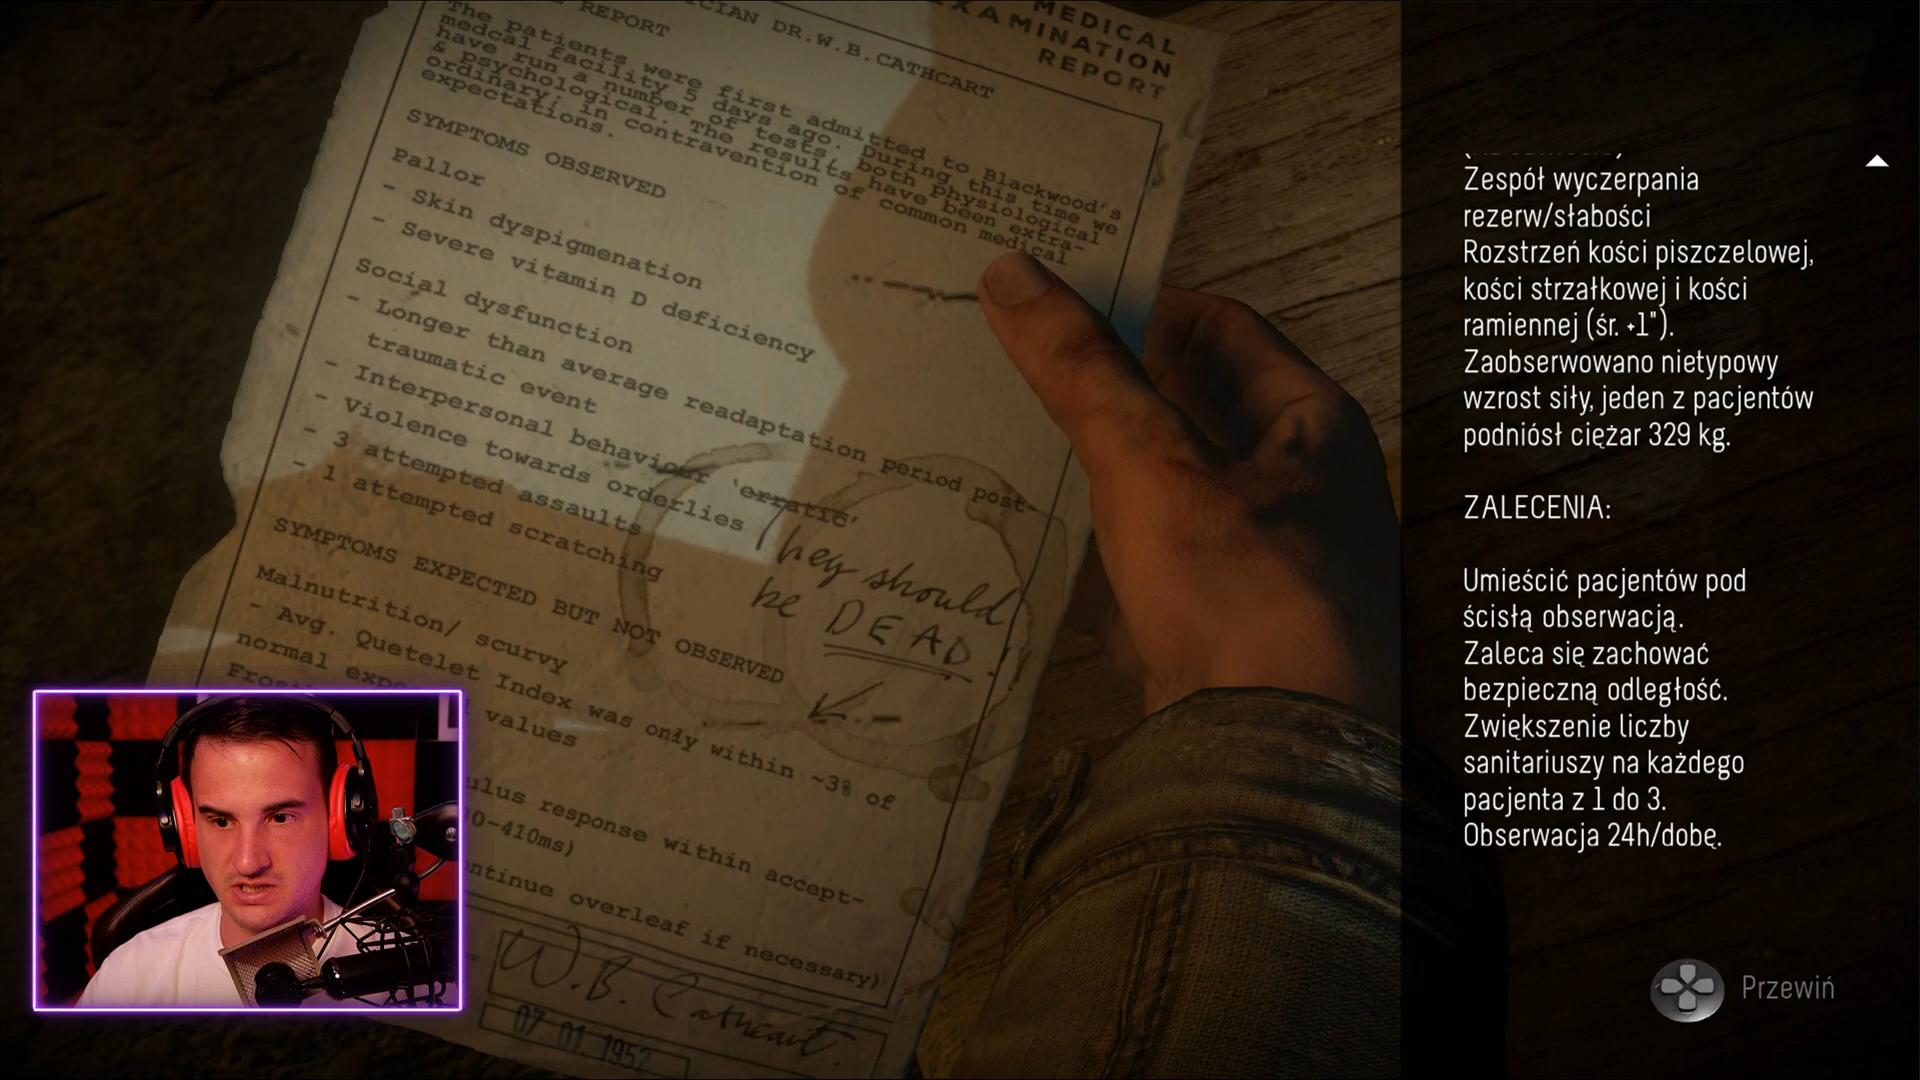 MEDICAL
EXAMINATION
REPORT
DR.W.B.CATHCART
REPORT
The patients were first admitted to Blackwood's
medcal facility 5 days ago. During this time we
have run a number of tests, both physiological
& psychological. The results have been extra-
ordinary; in contravention of common medical
expectations.
SYMPTOMS OBSERVED
Pallor
- Skin dyspigmenation
- Severe vitamin D deficiency
Social dysfunction
- Longer than average readaptation period post-
traumatic event
- Interpersonal behaviour 'erratic'
- Violence towards orderlies
- 3 attempted assaults
- 1 attempted scratching
They should
be DEAD!
SYMPTOMS EXPECTED BUT NOT OBSERVED
Malnutrition/ scurvy
- Avg. Quetelet Index was only within ~3% of
normal values
response within accept-
-410ms)
overleaf if necessary)
W.B. Cathcart
07 01 1952
Zespół wyczerpania
rezerw/słabości
Rozstrzeń kości piszczelowej,
kości strzałkowej i kości
ramiennej (śr. +1").
Zaobserwowano nietypowy
wzrost siły, jeden z pacjentów
podniósł ciężar 329 kg.
ZALECENIA:
Umieścić pacjentów pod
ścisłą obserwacją.
Zaleca się zachować
bezpieczną odległość.
Zwiększenie liczby
sanitariuszy na każdego
pacjenta z 1 do 3.
Obserwacja 24h/dobę.
Przewiń